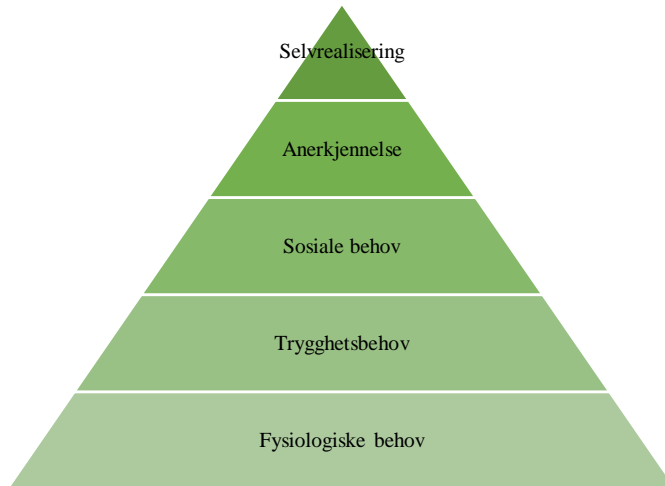 Selvrealisering
Anerkjennelse
Sosiale behov
Trygghetsbehov
Fysiologiske behov